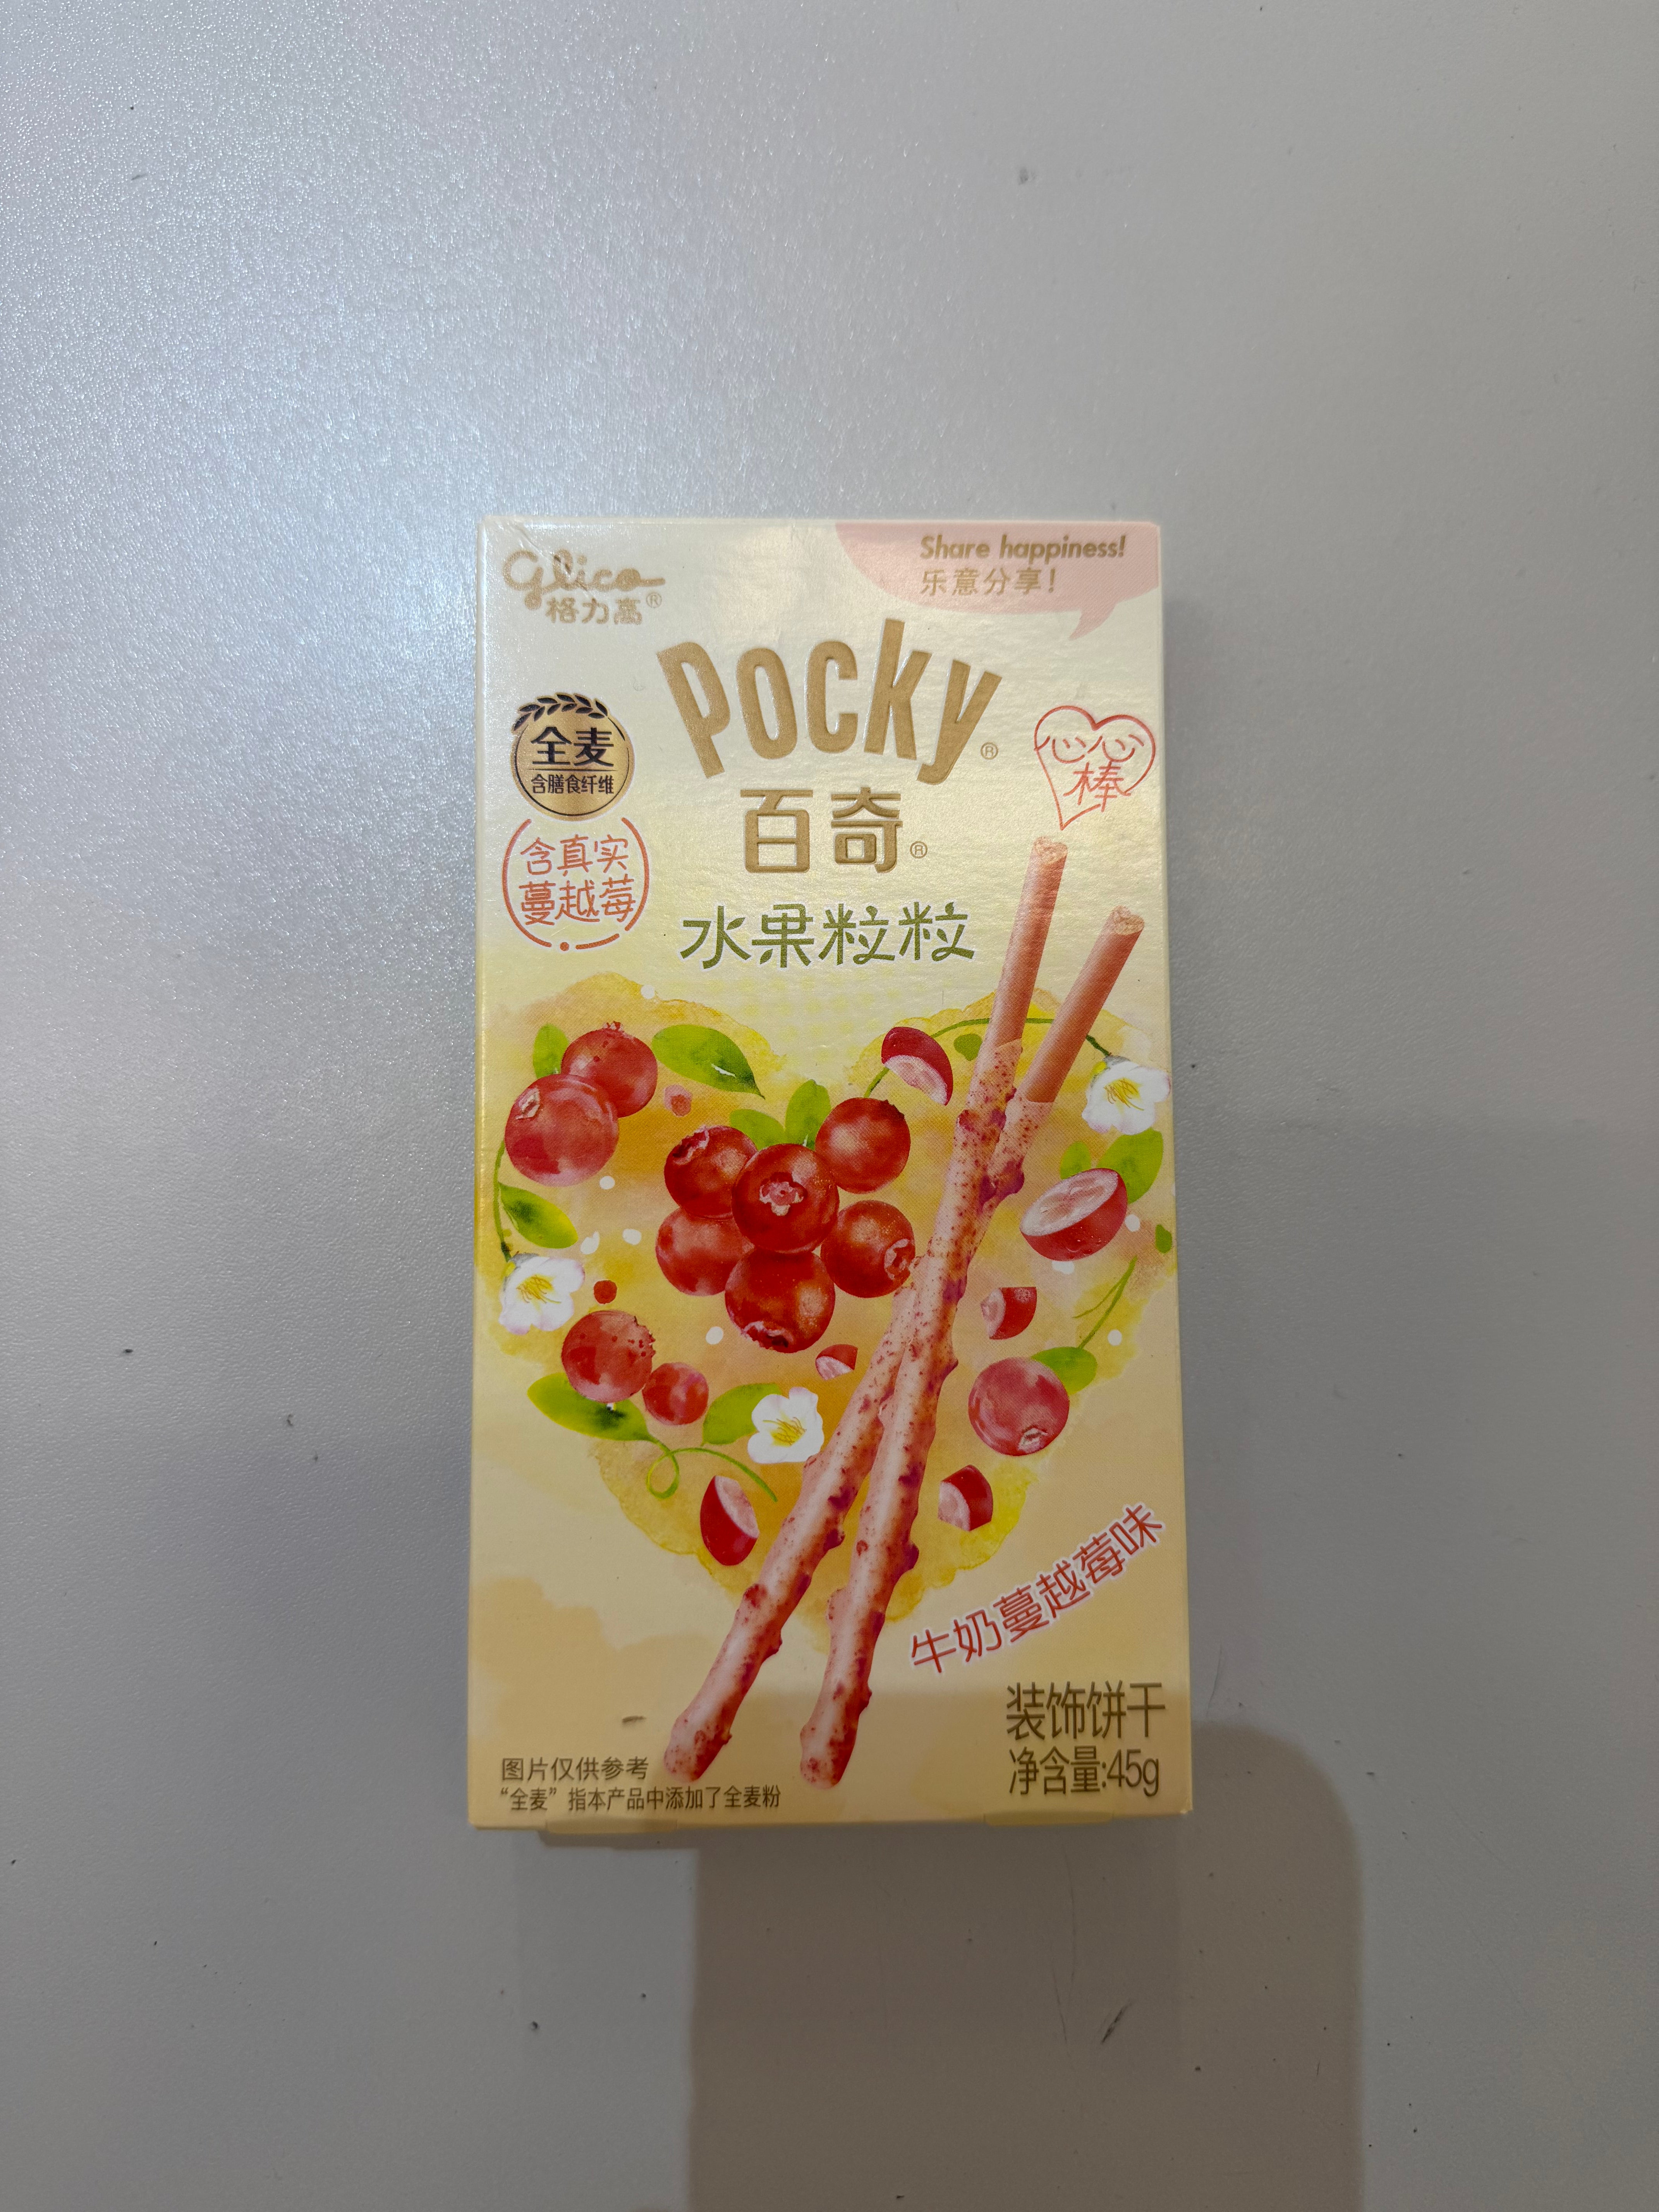 Glico
格力高®
Share happiness!
乐意分享！
Pocky®
百奇®
全麦
含膳食纤维
心心
棒
含真实
蔓越莓
水果粒粒
牛奶蔓越莓味
装饰饼干
净含量:45g
图片仅供参考
“全麦”指本产品中添加了全麦粉